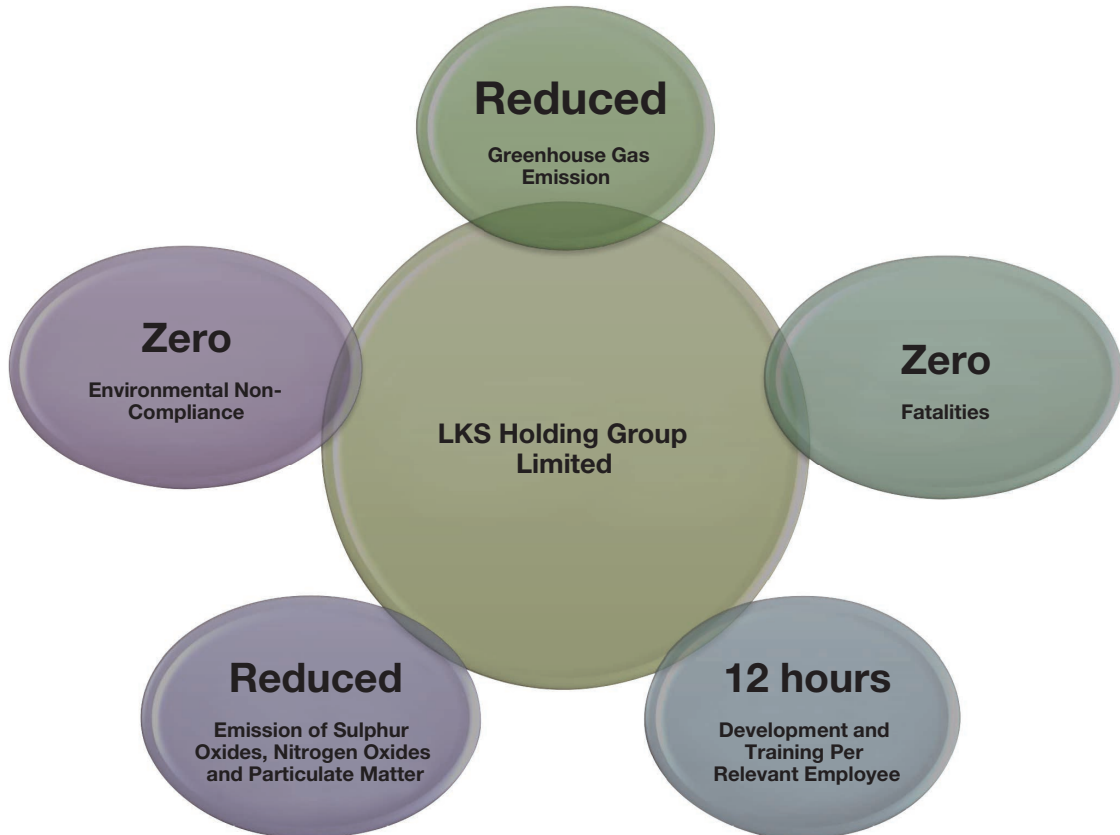 Reduced
Greenhouse Gas
Emission
Zero
Environmental Non-
Compliance
Zero
Fatalities
LKS Holding Group
Limited
Reduced
Emission of Sulphur
Oxides, Nitrogen Oxides
and Particulate Matter
12 hours
Development and
Training Per
Relevant Employee